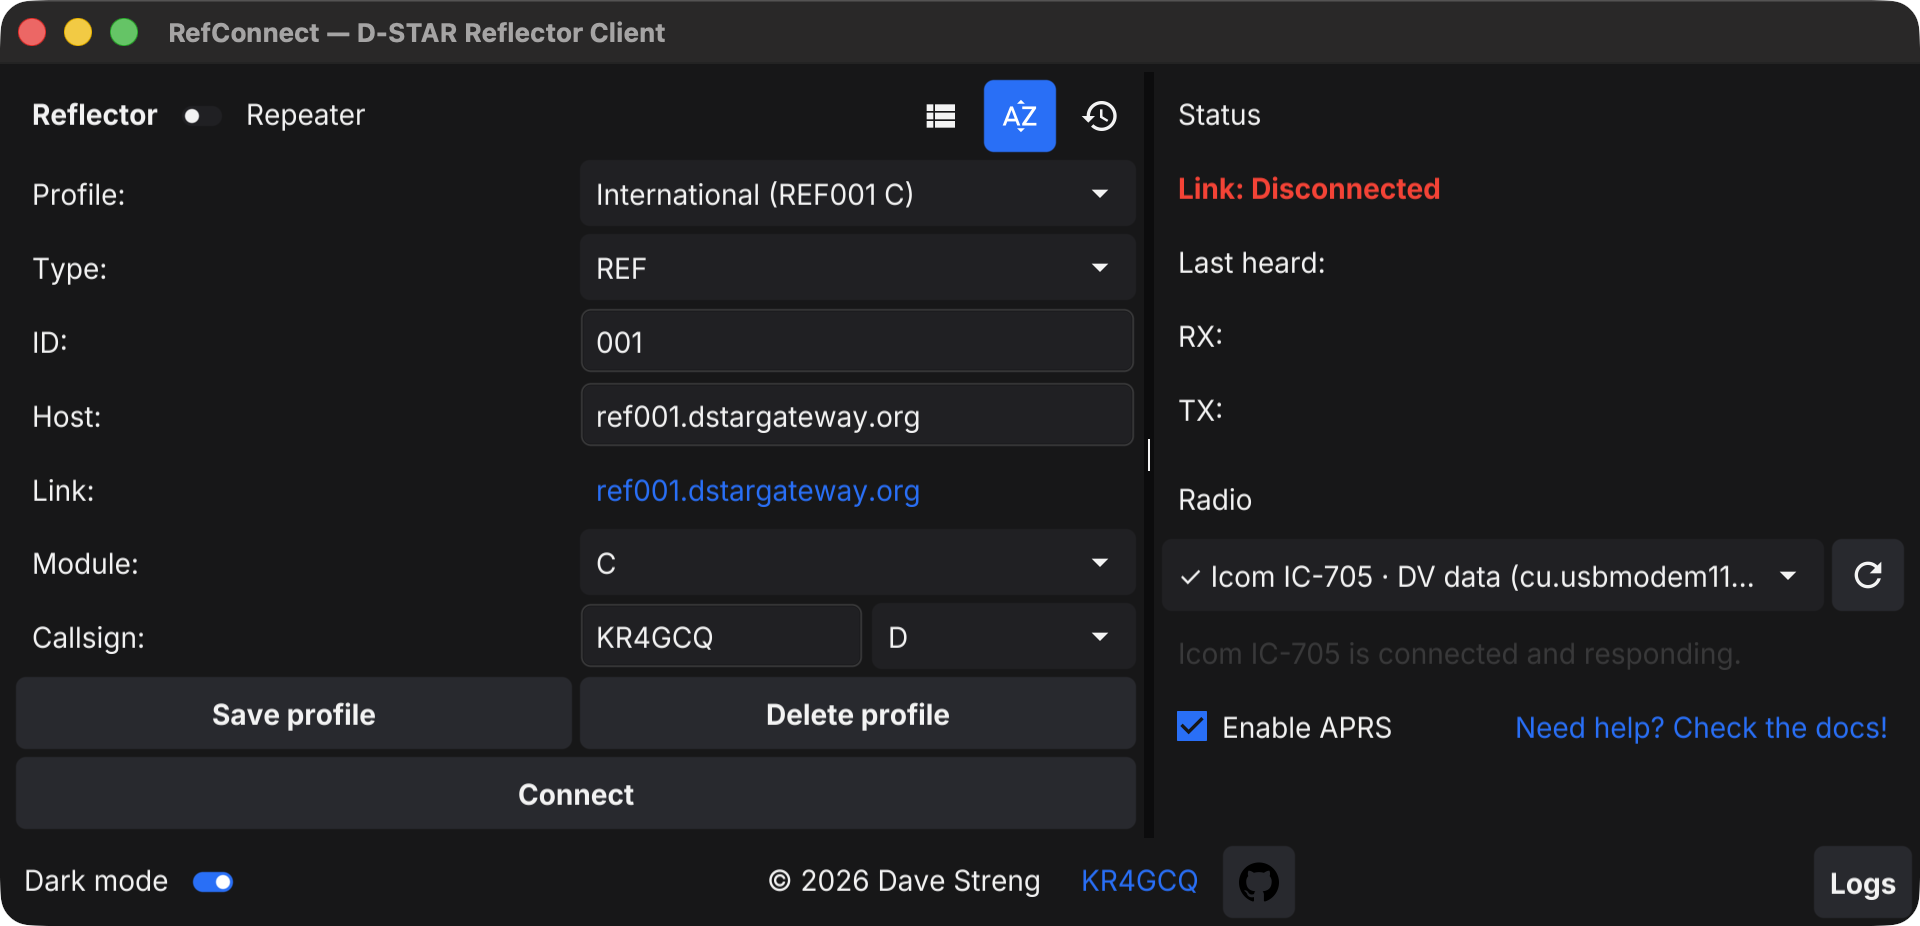 RefConnect — D-STAR Reflector Client
Reflector
Repeater
AZ
Profile:
International (REF001 C)
Type:
REF
ID:
001
Host:
ref001.dstargateway.org
Link:
ref001.dstargateway.org
Module:
C
Callsign:
KR4GCQ
D
Save profile
Delete profile
Connect
Status
Link: Disconnected
Last heard:
RX:
TX:
Radio
✓ Icom IC-705 · DV data (cu.usbmodem11...
Icom IC-705 is connected and responding.
Enable APRS
Need help? Check the docs!
Dark mode
© 2026 Dave Streng
KR4GCQ
Logs